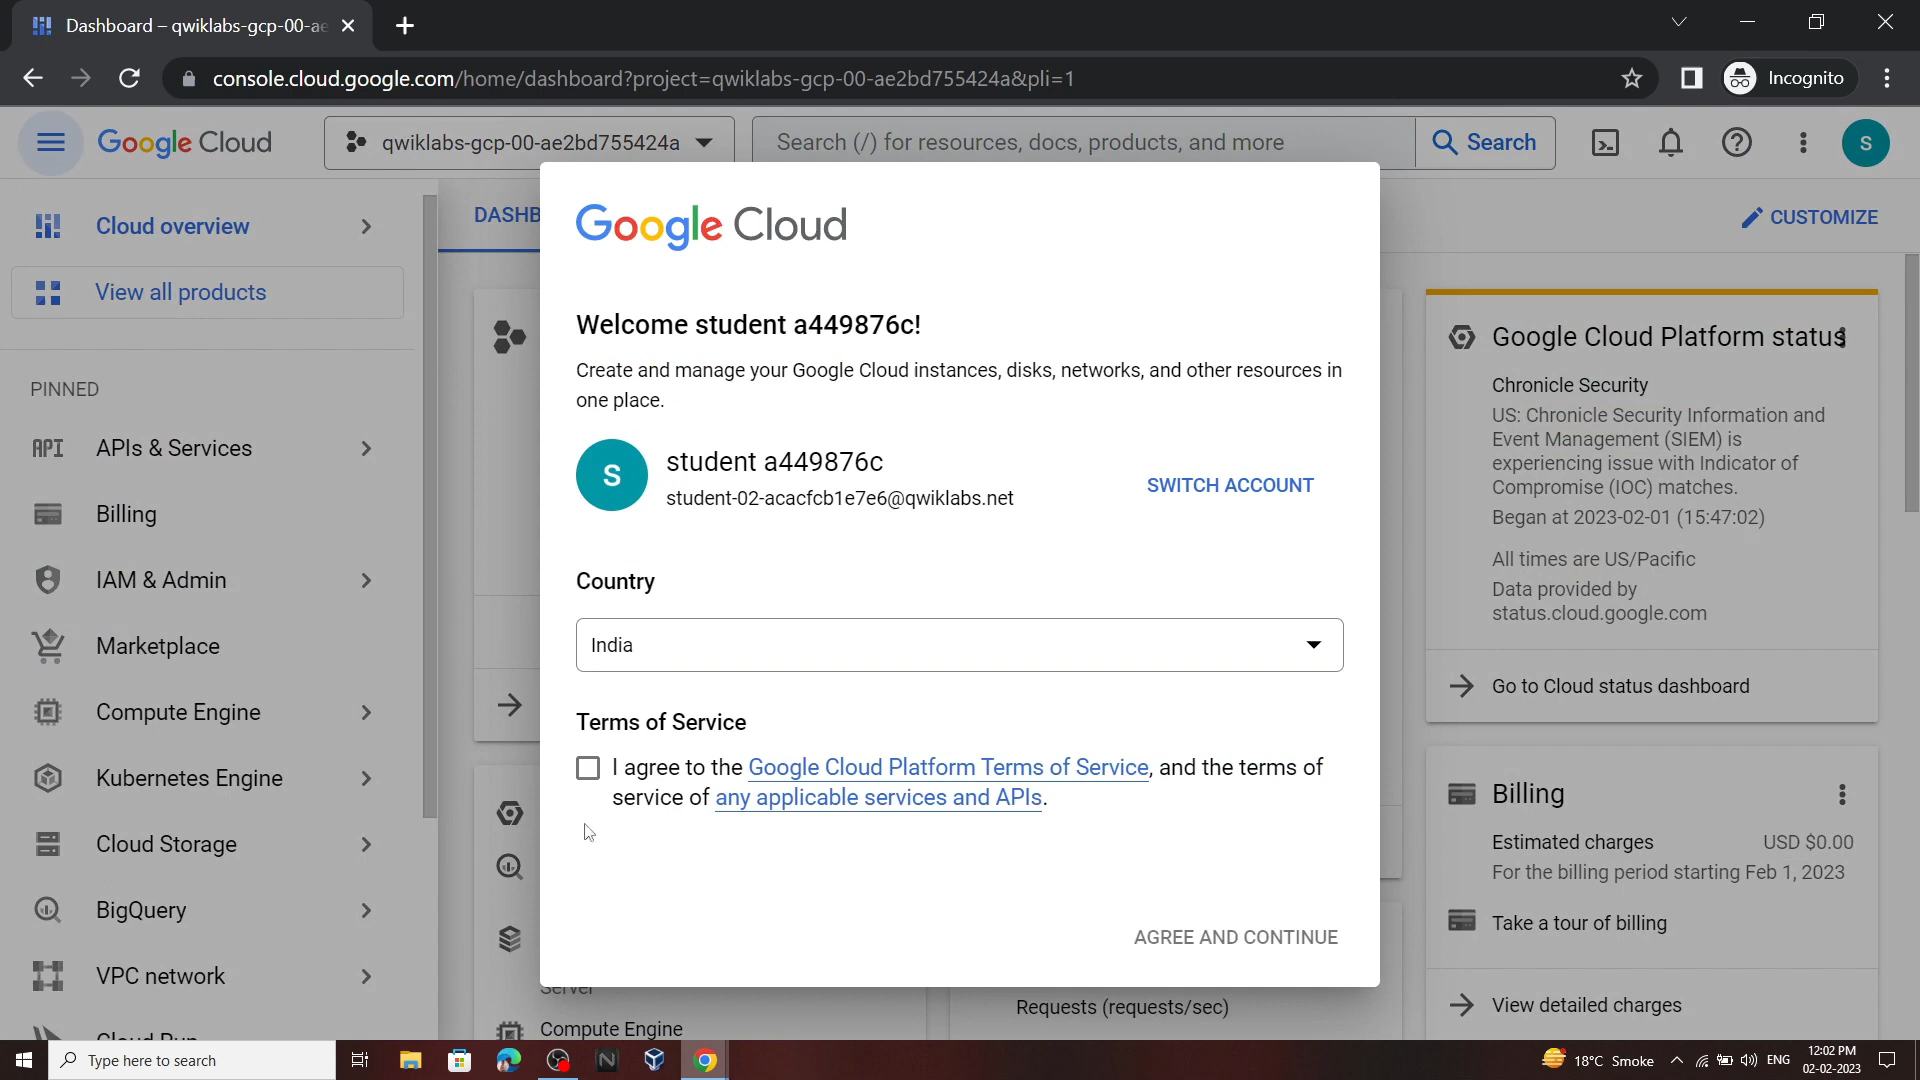 Dashboard – qwiklabs-gcp-00-ae
console.cloud.google.com/home/dashboard?project=qwiklabs-gcp-00-ae2bd755424a&pli=1
Incognito
Google Cloud
qwiklabs-gcp-00-ae2bd755424a
Search (/) for resources, docs, products, and more
Search
S
Cloud overview
View all products
PINNED
API APIs & Services
Billing
IAM & Admin
Marketplace
Compute Engine
Kubernetes Engine
Cloud Storage
BigQuery
VPC network
DASHB
CUSTOMIZE
Google Cloud
Welcome student a449876c!
Create and manage your Google Cloud instances, disks, networks, and other resources in
one place.
S
student a449876c
student-02-acacfcb1e7e6@qwiklabs.net
SWITCH ACCOUNT
Country
India
Terms of Service
I agree to the Google Cloud Platform Terms of Service, and the terms of
service of any applicable services and APIs.
AGREE AND CONTINUE
Compute Engine
Requests (requests/sec)
Google Cloud Platform status
Chronicle Security
US: Chronicle Security Information and
Event Management (SIEM) is
experiencing issue with Indicator of
Compromise (IOC) matches.
Began at 2023-02-01 (15:47:02)
All times are US/Pacific
Data provided by
status.cloud.google.com
Go to Cloud status dashboard
Billing
Estimated charges USD $0.00
For the billing period starting Feb 1, 2023
Take a tour of billing
View detailed charges
Type here to search
18°C Smoke
ENG
12:02 PM
02-02-2023